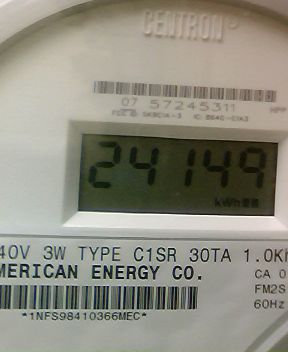 CENTRON
07 57245311
24149
kWh
40V 3W TYPE C1SR 30TA 1.0Kh
MERICAN ENERGY CO.
CA 0
FM2S
60Hz
*1NFS98410366MEC*